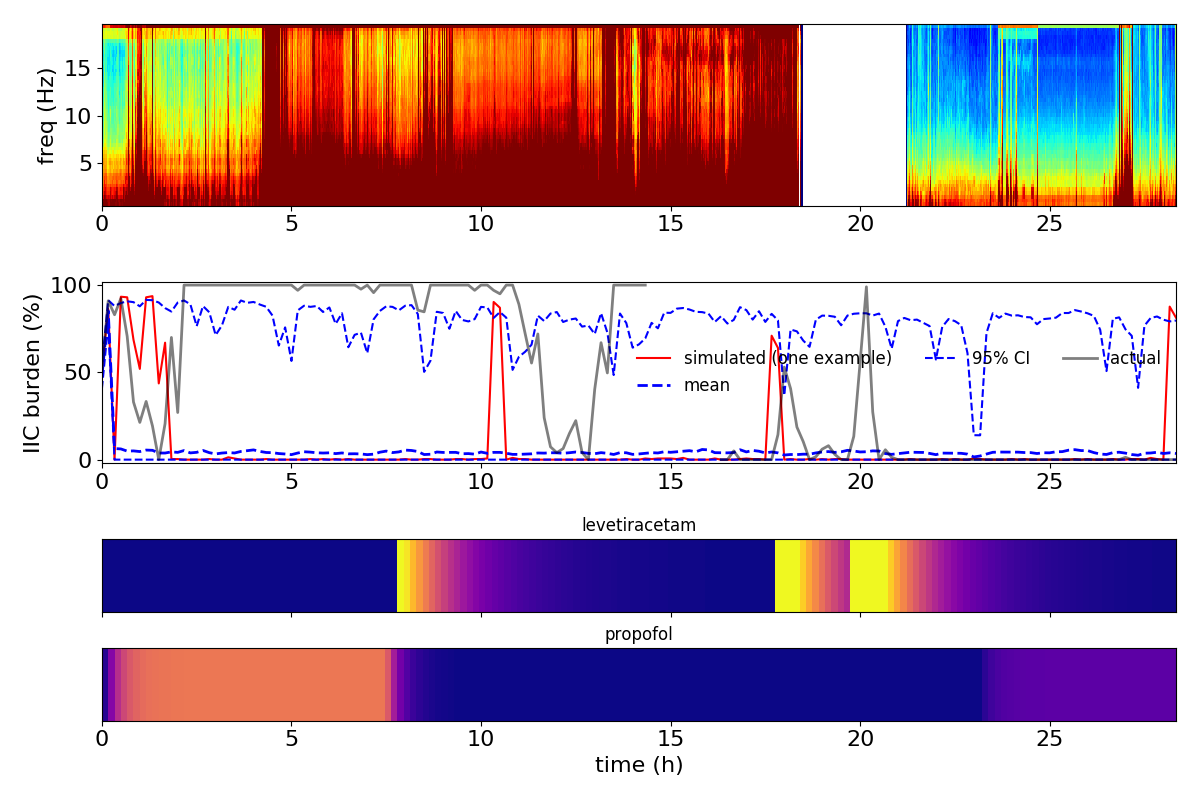 freq (Hz)
15
10
5
0 5 10 15 20 25
IIC burden (%)
100
50
0
simulated (one example) 95% CI actual
mean
0 5 10 15 20 25
levetiracetam
propofol
0 5 10 15 20 25
time (h)